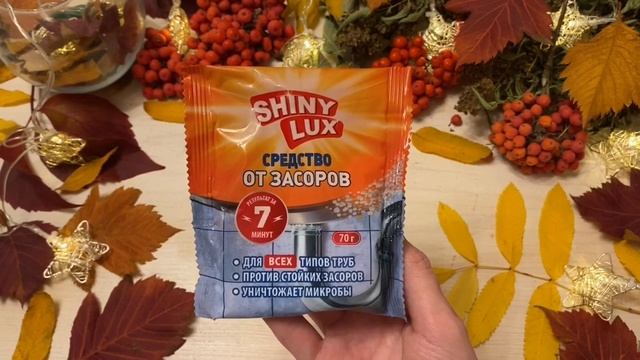 SHINY
LUX
СРЕДСТВО
ОТ ЗАСОРОВ
РЕЗУЛЬТАТ ЗА
7
МИНУТ
70 г
• ДЛЯ ВСЕХ ТИПОВ ТРУБ
• ПРОТИВ СТОЙКИХ ЗАСОРОВ
• УНИЧТОЖАЕТ МИКРОБЫ